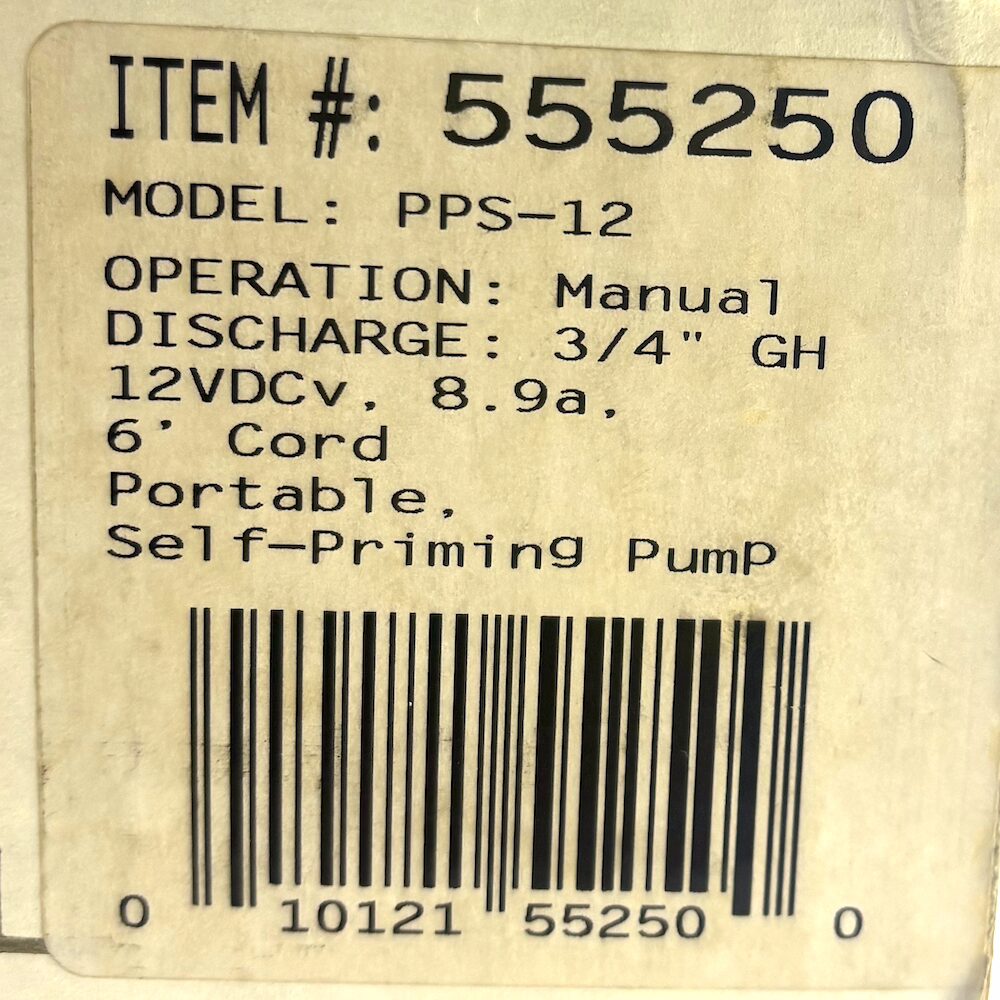 ITEM #: 555250
MODEL: PPS-12
OPERATION: Manual
DISCHARGE: 3/4" GH
12VDCv, 8.9a,
6' Cord
Portable,
Self-Priming Pump
0 10121 55250 0